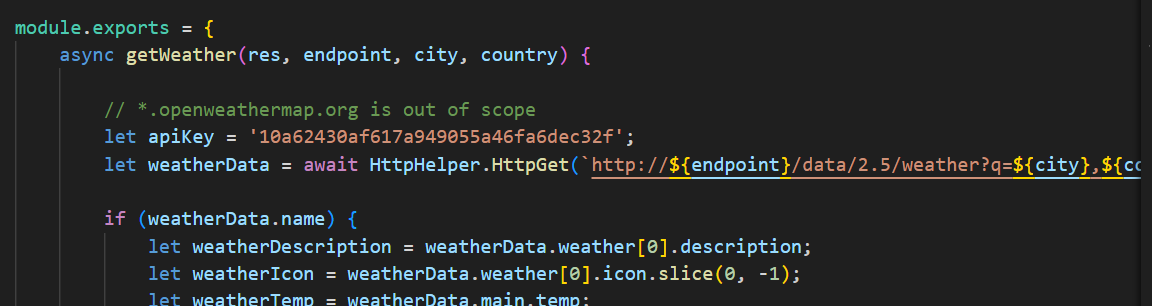 module.exports = {
    async getWeather(res, endpoint, city, country) {
        // *.openweathermap.org is out of scope
        let apiKey = '10a62430af617a949055a46fa6dec32f';
        let weatherData = await HttpHelper.HttpGet(`http://${endpoint}/data/2.5/weather?q=${city},${cc
        if (weatherData.name) {
            let weatherDescription = weatherData.weather[0].description;
            let weatherIcon = weatherData.weather[0].icon.slice(0, -1);
            let weatherTemp = weatherData.main.temp;